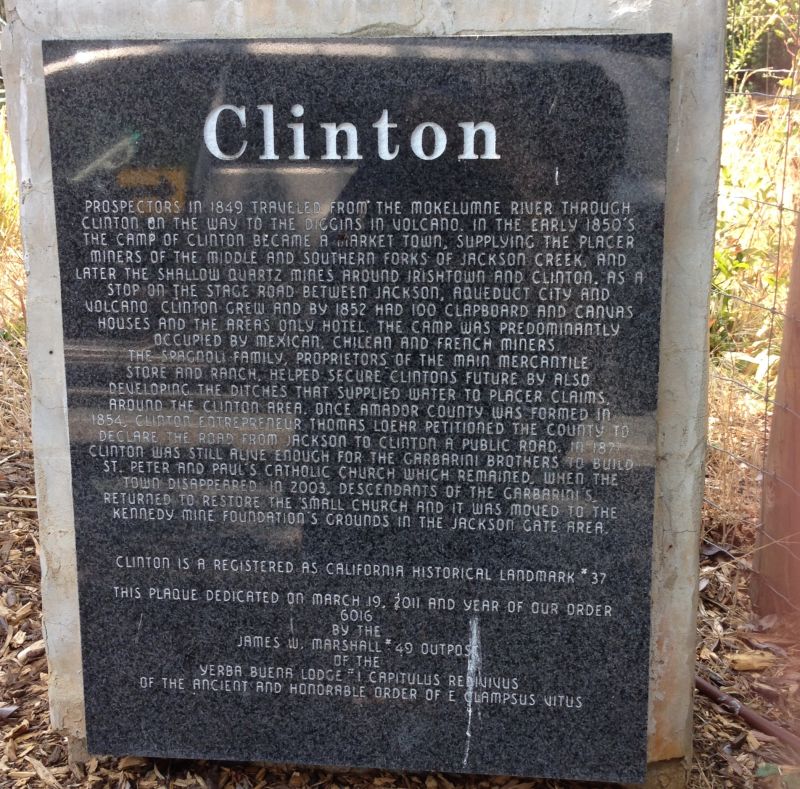 Clinton
PROSPECTORS IN 1849 TRAVELED FROM THE MOKELUMNE RIVER THROUGH
CLINTON ON THE WAY TO THE DIGGINS IN VOLCANO. IN THE EARLY 1850'S
THE CAMP OF CLINTON BECAME A MARKET TOWN, SUPPLYING THE PLACER
MINERS OF THE MIDDLE AND SOUTHERN FORKS OF JACKSON CREEK, AND
LATER THE SHALLOW QUARTZ MINES AROUND IRISHTOWN AND CLINTON. AS A
STOP ON THE STAGE ROAD BETWEEN JACKSON, AQUEDUCT CITY AND
VOLCANO CLINTON GREW AND BY 1852 HAD 100 CLAPBOARD AND CANVAS
HOUSES AND THE AREAS ONLY HOTEL. THE CAMP WAS PREDOMINANTLY
OCCUPIED BY MEXICAN, CHILEAN AND FRENCH MINERS.
THE SPAGNOLI FAMILY, PROPRIETORS OF THE MAIN MERCANTILE
STORE AND RANCH, HELPED SECURE CLINTONS FUTURE BY ALSO
DEVELOPING THE DITCHES THAT SUPPLIED WATER TO PLACER CLAIMS,
AROUND THE CLINTON AREA. ONCE AMADOR COUNTY WAS FORMED IN
1854, CLINTON ENTREPRENEUR THOMAS LOEHR PETITIONED THE COUNTY TO
DECLARE THE ROAD FROM JACKSON TO CLINTON A PUBLIC ROAD. IN 1877
CLINTON WAS STILL ALIVE ENOUGH FOR THE GARBARINI BROTHERS TO BUILD
ST. PETER AND PAUL'S CATHOLIC CHURCH WHICH REMAINED, WHEN THE
TOWN DISAPPEARED. IN 2003, DESCENDANTS OF THE GARBARINI'S,
RETURNED TO RESTORE THE SMALL CHURCH AND IT WAS MOVED TO THE
KENNEDY MINE FOUNDATION'S GROUNDS IN THE JACKSON GATE AREA.
CLINTON IS A REGISTERED AS CALIFORNIA HISTORICAL LANDMARK #37
THIS PLAQUE DEDICATED ON MARCH 19, 2011 AND YEAR OF OUR ORDER
6016
BY THE
JAMES W. MARSHALL #49 OUTPOST
OF THE
YERBA BUENA LODGE #1 CAPITULUS REDIVIVUS
OF THE ANCIENT AND HONORABLE ORDER OF E CLAMPSUS VITUS